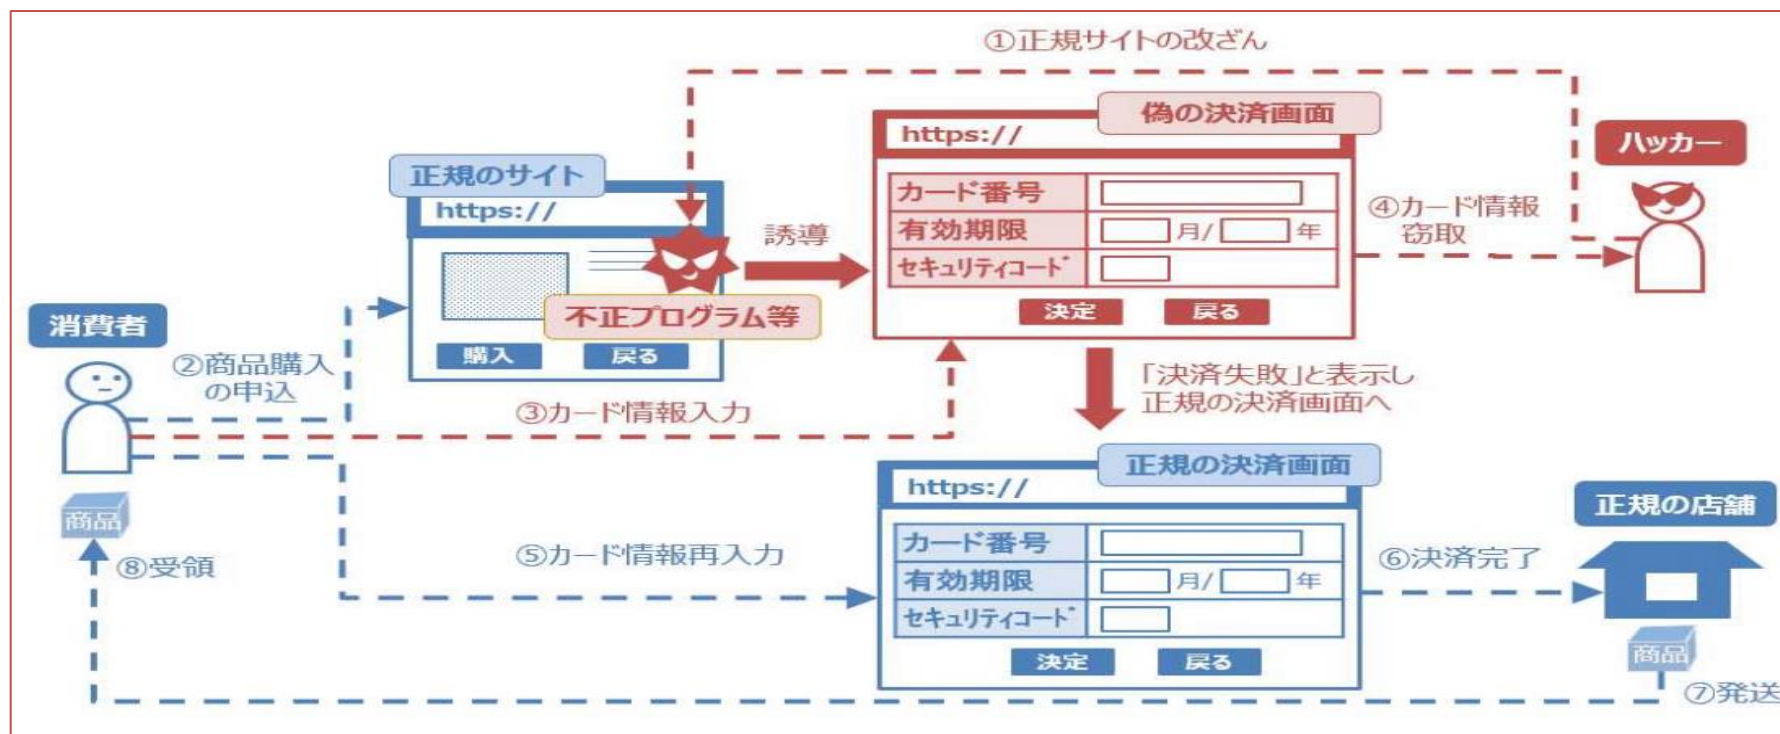 ①正規サイトの改ざん
偽の決済画面
https://
ハッカー
正規のサイト
https://
カード番号
有効期限 月/ 年
セキュリティコード
決定 戻る
誘導
④カード情報
窃取
不正プログラム等
購入 戻る
消費者
②商品購入
の申込
③カード情報入力
「決済失敗」と表示し
正規の決済画面へ
正規の決済画面
https://
カード番号
有効期限 月/ 年
セキュリティコード
決定 戻る
正規の店舗
商品
⑧受領
⑤カード情報再入力
⑥決済完了
商品
⑦発送